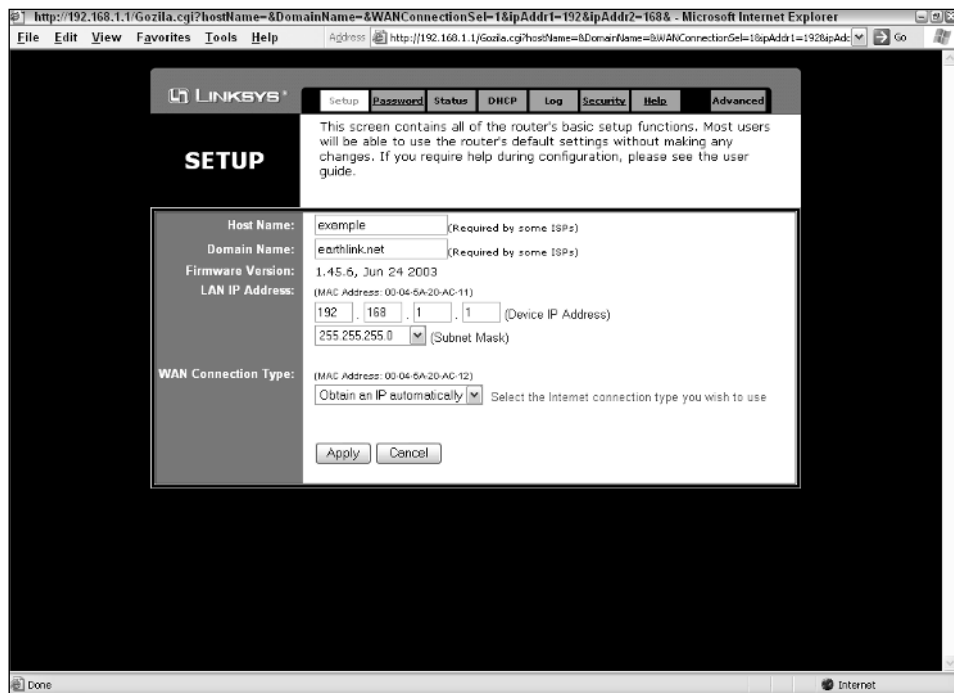 http://192.168.1.1/Gozila.cgi?hostName=&DomainName=&WANConnectionSel=1&ipAddr1=192&ipAddr2=168& - Microsoft Internet Explorer
File Edit View Favorites Tools Help Address http://192.168.1.1/Gozila.cgi?hostName=&DomainName=&WANConnectionSel=1&ipAddr1=192&ipAdc Go
LINKSYS®
Setup Password Status DHCP Log Security Help Advanced
SETUP
This screen contains all of the router's basic setup functions. Most users
will be able to use the router's default settings without making any
changes. If you require help during configuration, please see the user
guide.
Host Name: example (Required by some ISPs)
Domain Name: earthlink.net (Required by some ISPs)
Firmware Version: 1.45.6, Jun 24 2003
LAN IP Address: (MAC Address: 00-04-5A-20-AC-11)
192 . 168 . 1 . 1 (Device IP Address)
255.255.255.0 (Subnet Mask)
WAN Connection Type: (MAC Address: 00-04-5A-20-AC-12)
Obtain an IP automatically Select the Internet connection type you wish to use
Apply Cancel
Done Internet